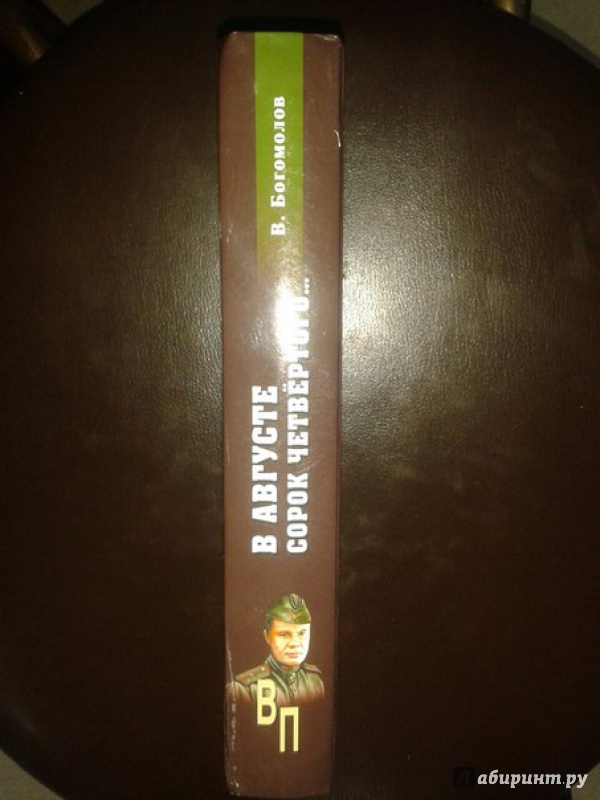 В. Богомолов
В АВГУСТЕ
СОРОК ЧЕТВЁРТОГО...
ВП
Лабиринт.ру